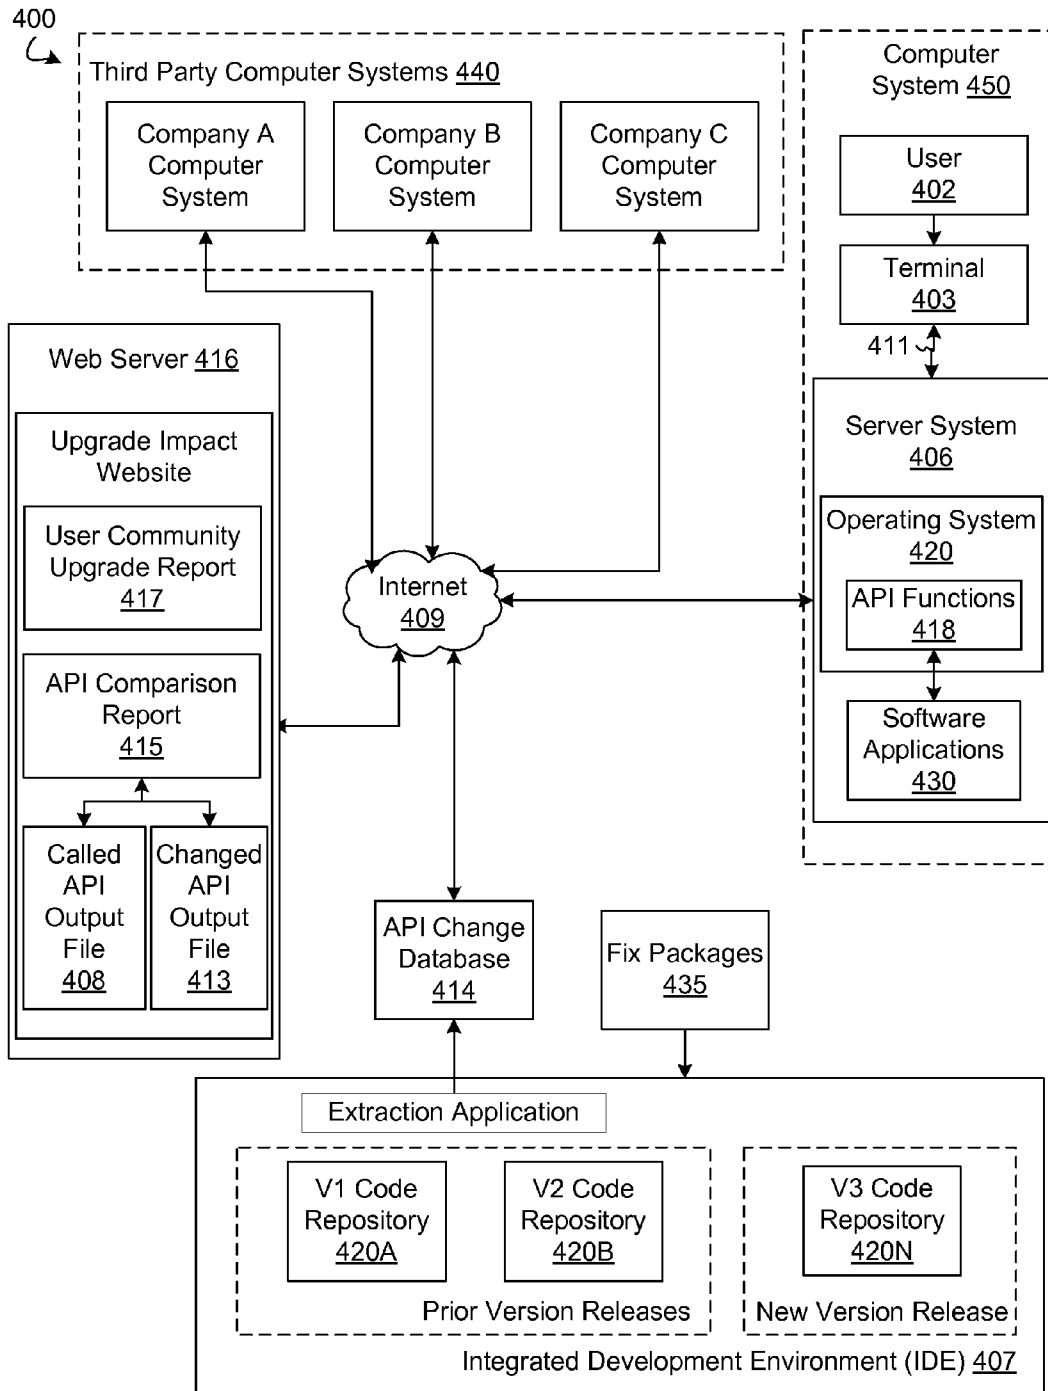 400
Third Party Computer Systems 440
Company A
Computer
System
Company B
Computer
System
Company C
Computer
System
Computer
System 450
User
402
Terminal
403
411
Server System
406
Operating System
420
API Functions
418
Software
Applications
430
Web Server 416
Upgrade Impact
Website
User Community
Upgrade Report
417
API Comparison
Report
415
Called
API
Output
File
408
Changed
API
Output
File
413
Internet
409
API Change
Database
414
Fix Packages
435
Extraction Application
V1 Code
Repository
420A
V2 Code
Repository
420B
Prior Version Releases
V3 Code
Repository
420N
New Version Release
Integrated Development Environment (IDE) 407